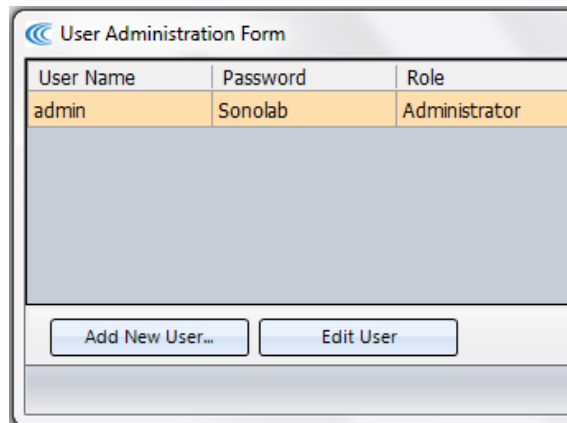 User Administration Form
User Name Password Role
admin Sonolab Administrator
Add New User... Edit User